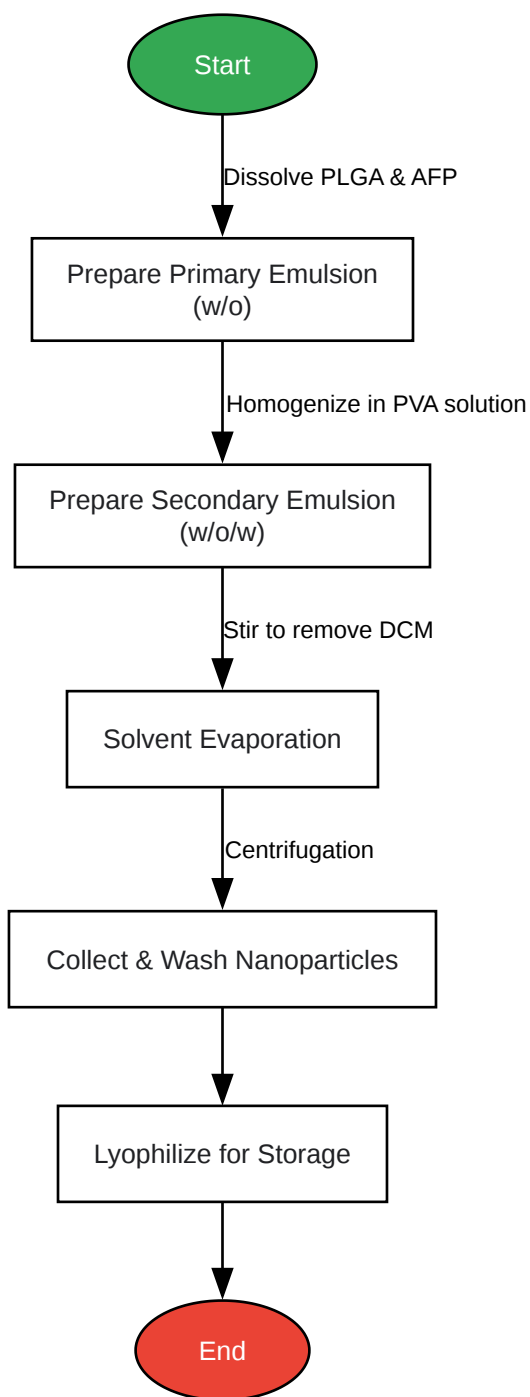 Start
Dissolve PLGA & AFP
Prepare Primary Emulsion
(w/o)
Homogenize in PVA solution
Prepare Secondary Emulsion
(w/o/w)
Stir to remove DCM
Solvent Evaporation
Centrifugation
Collect & Wash Nanoparticles
Lyophilize for Storage
End